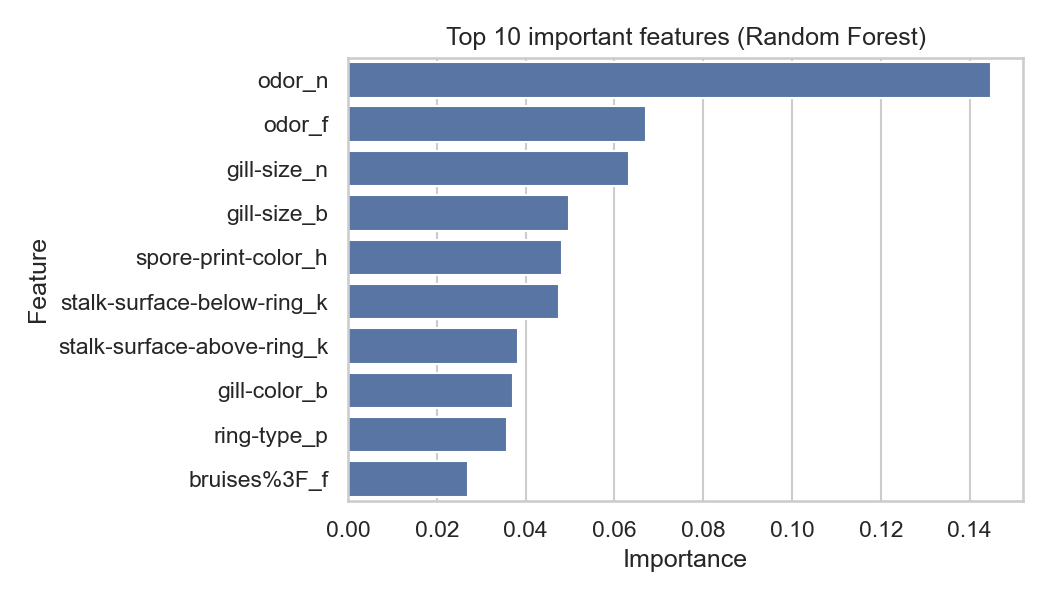 Top 10 important features (Random Forest)
odor_n
odor_f
gill-size_n
gill-size_b
spore-print-color_h
stalk-surface-below-ring_k
stalk-surface-above-ring_k
gill-color_b
ring-type_p
bruises%3F_f
Feature
0.00 0.02 0.04 0.06 0.08 0.10 0.12 0.14
Importance